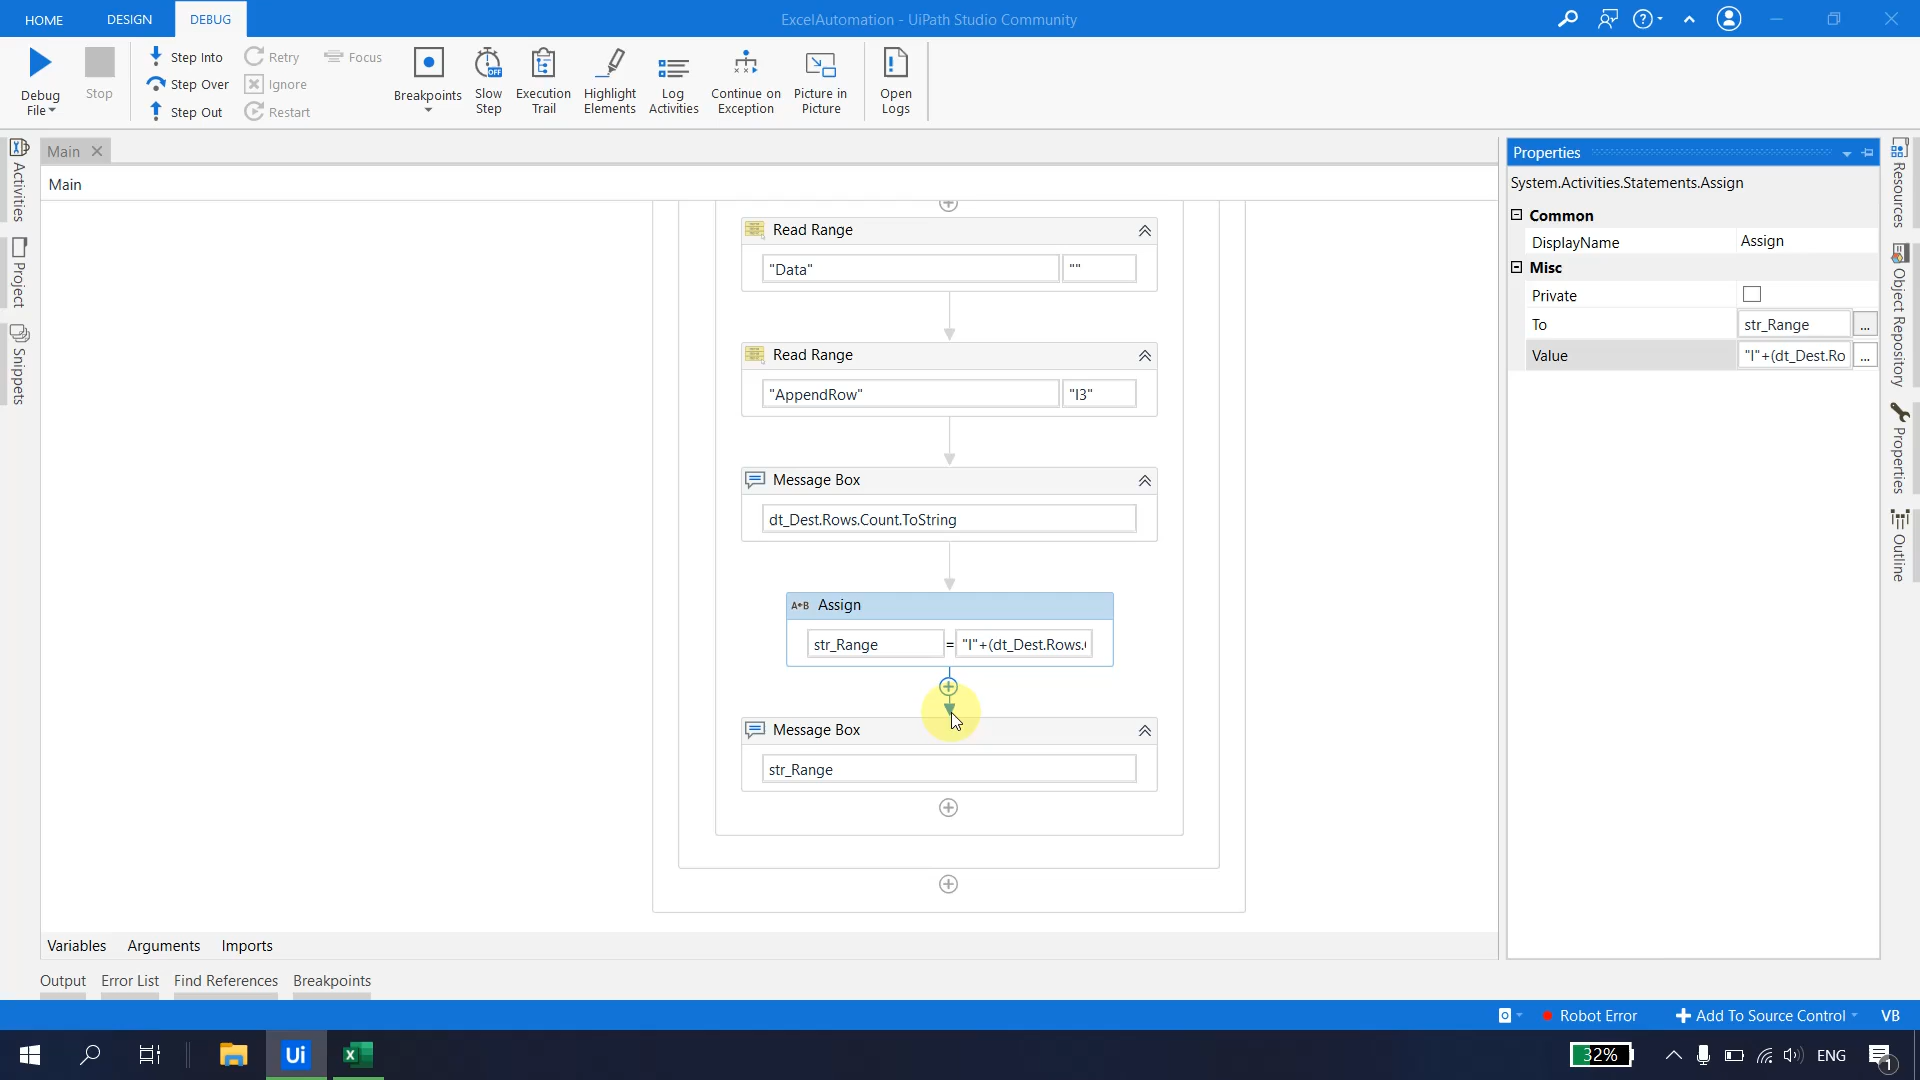 HOME
DESIGN
DEBUG
ExcelAutomation - UiPath Studio Community
Debug File
Stop
Step Into
Step Over
Step Out
Retry
Ignore
Restart
Focus
Breakpoints
OFF
Slow Step
Execution Trail
Highlight Elements
Log Activities
Continue on Exception
Picture in Picture
Open Logs
Activities
Project
Snippets
Main
Main
Read Range
"Data" ""
Read Range
"AppendRow" "I3"
Message Box
dt_Dest.Rows.Count.ToString
A+B Assign
str_Range = "I"+(dt_Dest.Rows.
Message Box
str_Range
Properties
System.Activities.Statements.Assign
Common
DisplayName Assign
Misc
Private
To str_Range ...
Value "I"+(dt_Dest.Ro ...
Resources
Object Repository
Properties
Outline
Variables Arguments Imports
Output Error List Find References Breakpoints
Robot Error
Add To Source Control
VB
Ui
32%
ENG
1